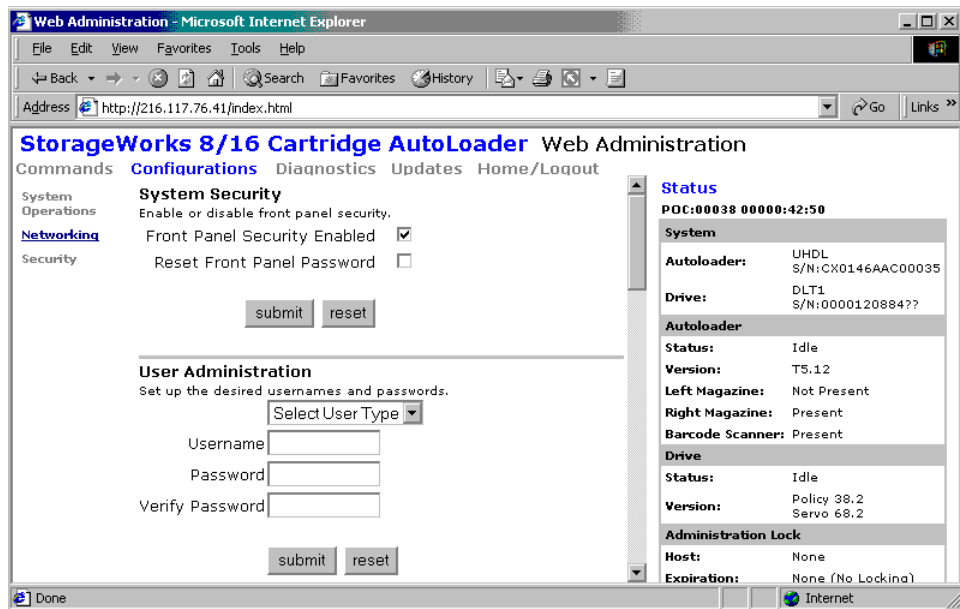 Web Administration - Microsoft Internet Explorer
File Edit View Favorites Tools Help
Back Search Favorites History
Address http://216.117.76.41/index.html Go Links »
StorageWorks 8/16 Cartridge AutoLoader Web Administration
Commands Configurations Diagnostics Updates Home/Logout
System Operations
Networking
Security
System Security
Enable or disable front panel security.
Front Panel Security Enabled
Reset Front Panel Password
submit reset
User Administration
Set up the desired usernames and passwords.
Select User Type
Username
Password
Verify Password
submit reset
Status
POC:00038 00000:42:50
System
Autoloader: UHDL
S/N:CX0146AAC00035
Drive: DLT1
S/N:0000120884??
Autoloader
Status: Idle
Version: T5.12
Left Magazine: Not Present
Right Magazine: Present
Barcode Scanner: Present
Drive
Status: Idle
Version: Policy 38.2
Servo 68.2
Administration Lock
Host: None
Expiration: None (No Locking)
Done Internet